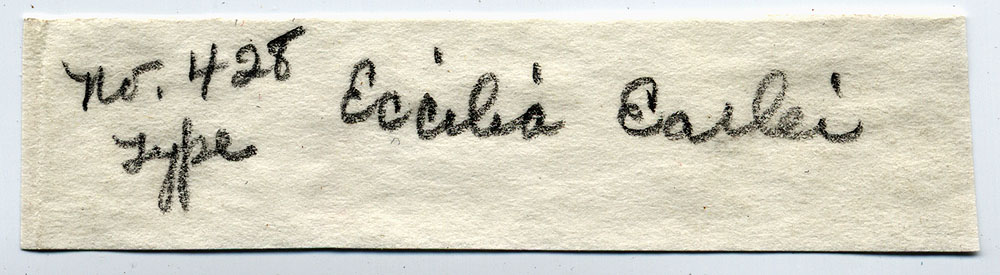 No. 428 Eccilia Earlei
Type